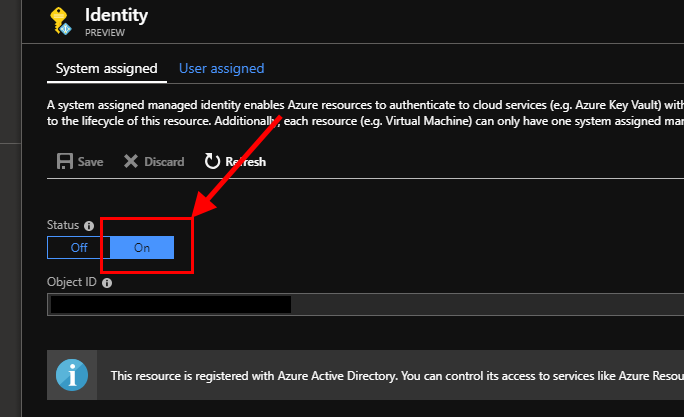 Identity
PREVIEW
System assigned User assigned
A system assigned managed identity enables Azure resources to authenticate to cloud services (e.g. Azure Key Vault) with
to the lifecycle of this resource. Additionally, each resource (e.g. Virtual Machine) can only have one system assigned
Save Discard Refresh
Status
Off On
Object ID
This resource is registered with Azure Active Directory. You can control its access to services like Azure